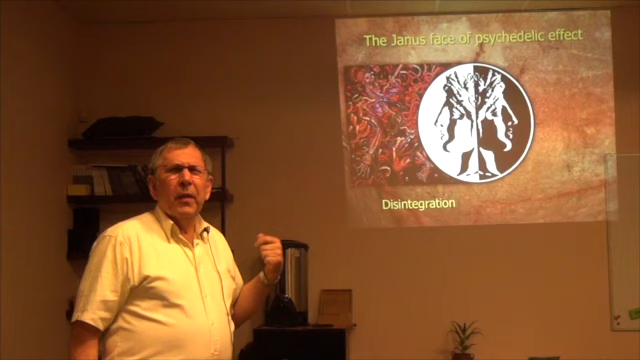 The Janus face of psychedelic effect
Disintegration